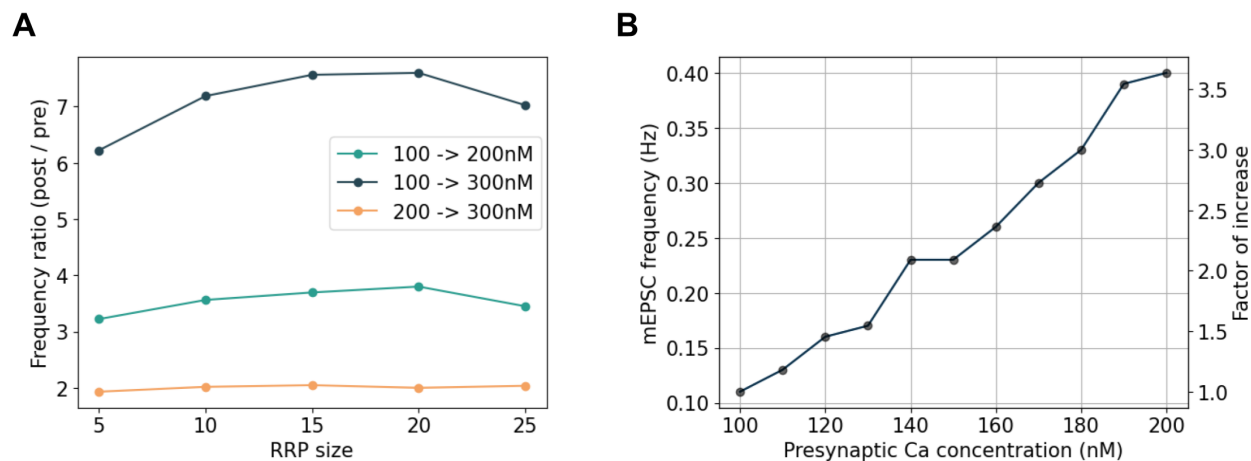 A
Frequency ratio (post / pre)
7
6
5
4
3
2
100 -> 200nM
100 -> 300nM
200 -> 300nM
5 10 15 20 25
RRP size
B
mEPSC frequency (Hz)
0.40
0.35
0.30
0.25
0.20
0.15
0.10
3.5
3.0
2.5
2.0
1.5
1.0
Factor of increase
100 120 140 160 180 200
Presynaptic Ca concentration (nM)